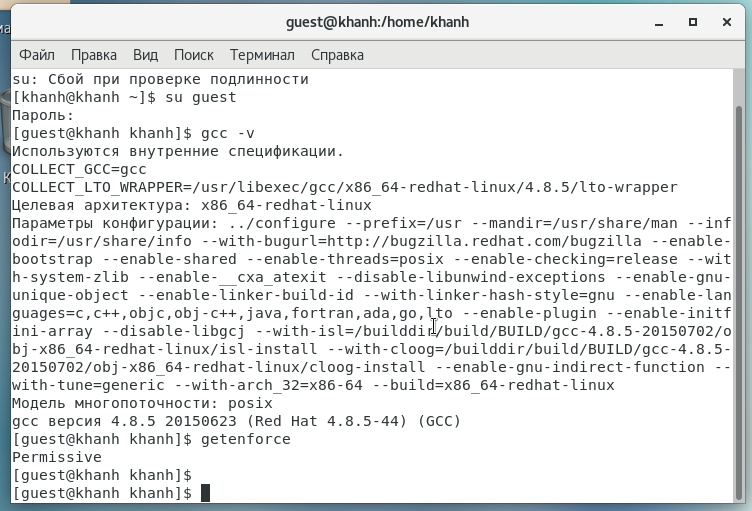 ма
guest@khanh:/home/khanh
Файл Правка Вид Поиск Терминал Справка
su: Сбой при проверке подлинности
[khanh@khanh ~]$ su guest
Пароль:
[guest@khanh khanh]$ gcc -v
Используются внутренние спецификации.
COLLECT_GCC=gcc
COLLECT_LTO_WRAPPER=/usr/libexec/gcc/x86_64-redhat-linux/4.8.5/lto-wrapper
Целевая архитектура: x86_64-redhat-linux
Параметры конфигурации: ../configure --prefix=/usr --mandir=/usr/share/man --inf
odir=/usr/share/info --with-bugurl=http://bugzilla.redhat.com/bugzilla --enable-
bootstrap --enable-shared --enable-threads=posix --enable-checking=release --wit
h-system-zlib --enable-__cxa_atexit --disable-libunwind-exceptions --enable-gnu-
unique-object --enable-linker-build-id --with-linker-hash-style=gnu --enable-lan
guages=c,c++,objc,obj-c++,java,fortran,ada,go,lto --enable-plugin --enable-initf
ini-array --disable-libgcj --with-isl=/builddir/build/BUILD/gcc-4.8.5-20150702/o
bj-x86_64-redhat-linux/isl-install --with-cloog=/builddir/build/BUILD/gcc-4.8.5-
20150702/obj-x86_64-redhat-linux/cloog-install --enable-gnu-indirect-function --
with-tune=generic --with-arch_32=x86-64 --build=x86_64-redhat-linux
Модель многопоточности: posix
gcc версия 4.8.5 20150623 (Red Hat 4.8.5-44) (GCC)
[guest@khanh khanh]$ getenforce
Permissive
[guest@khanh khanh]$
[guest@khanh khanh]$